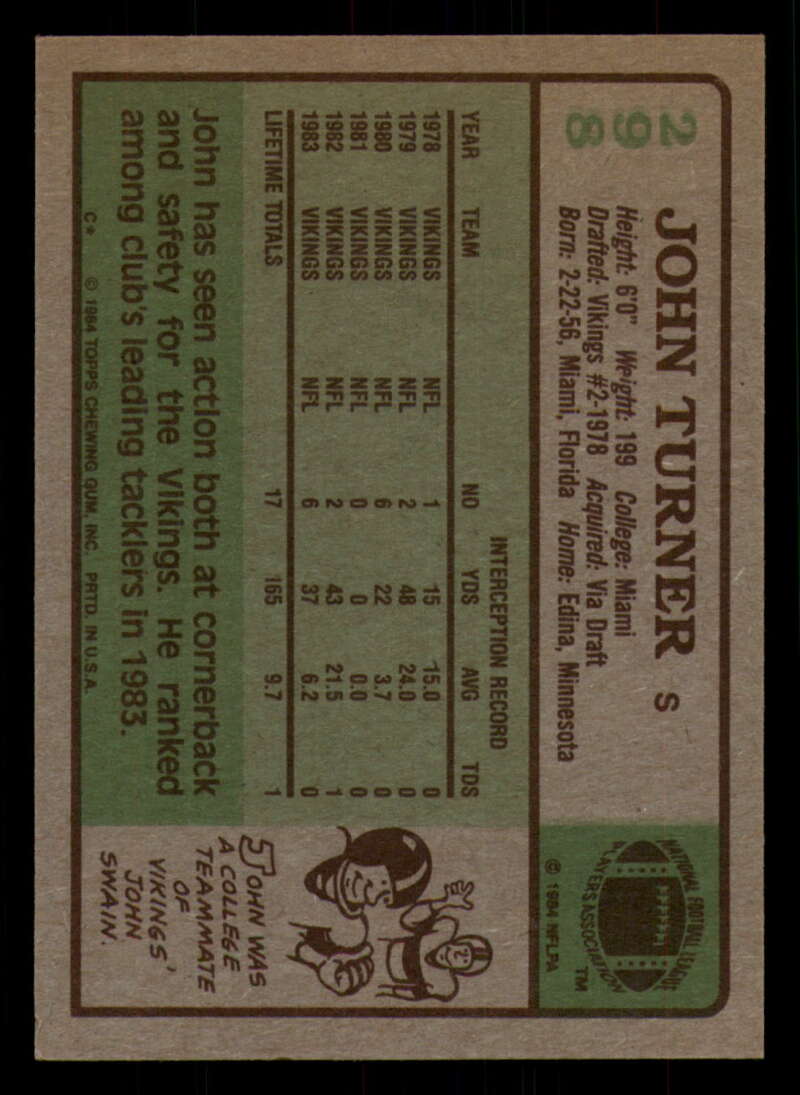 298
JOHN TURNER S
Height: 6'0" Weight: 199 College: Miami
Drafted: Vikings #2-1978 Acquired: Via Draft
Born: 2-22-56, Miami, Florida Home: Edina, Minnesota
NATIONAL FOOTBALL LEAGUE
PLAYERS ASSOCIATION
TM
© 1984 NFLPA
INTERCEPTION RECORD
YEAR TEAM NO YDS AVG TDS
1978 VIKINGS NFL 1 15 15.0 0
1979 VIKINGS NFL 2 48 24.0 0
1980 VIKINGS NFL 6 22 3.7 0
1981 VIKINGS NFL 0 0 0.0 0
1982 VIKINGS NFL 2 43 21.5 1
1983 VIKINGS NFL 6 37 6.2 0
LIFETIME TOTALS 17 165 9.7 1
John has seen action both at cornerback
and safety for the Vikings. He ranked
among club's leading tacklers in 1983.
C* © 1984 TOPPS CHEWING GUM, INC. PRTD. IN U.S.A.
JOHN WAS
A COLLEGE
TEAMMATE
OF
VIKINGS'
JOHN
SWAIN.